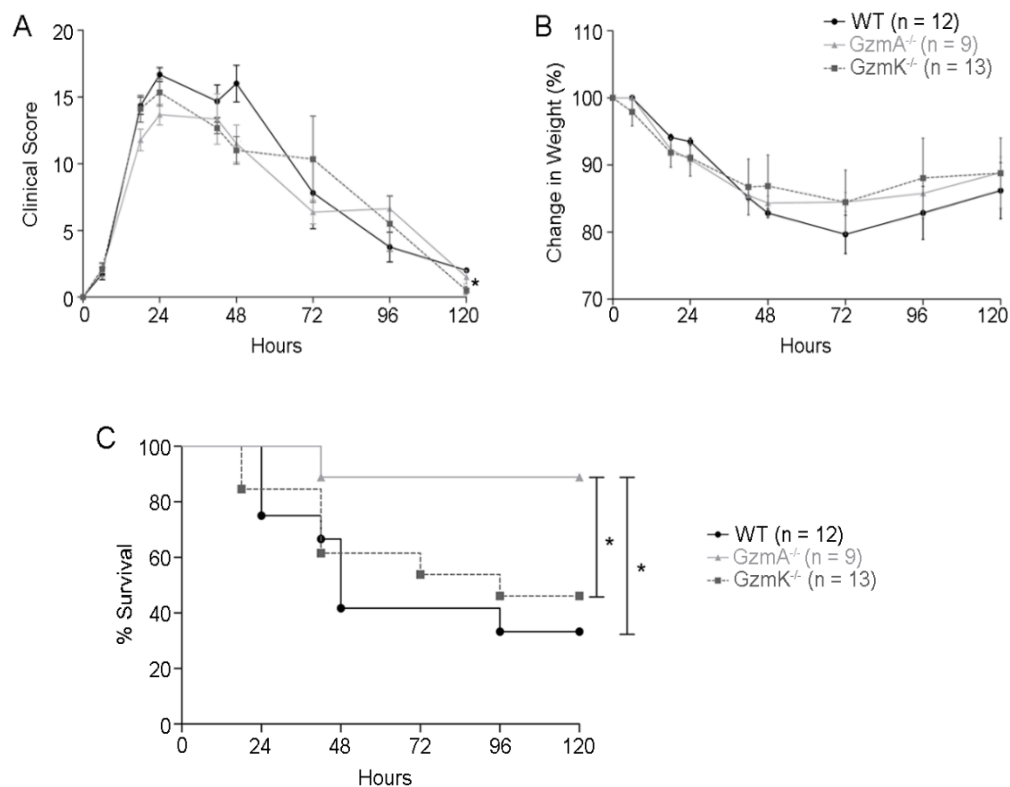 A
20
15
10
5
0
Clinical Score
0 24 48 72 96 120
Hours
*
B
110
100
90
80
70
Change in Weight (%)
0 24 48 72 96 120
Hours
WT (n = 12)
GzmA-/- (n = 9)
GzmK-/- (n = 13)
C
100
80
60
40
20
0
% Survival
0 24 48 72 96 120
Hours
*
*
WT (n = 12)
GzmA-/- (n = 9)
GzmK-/- (n = 13)